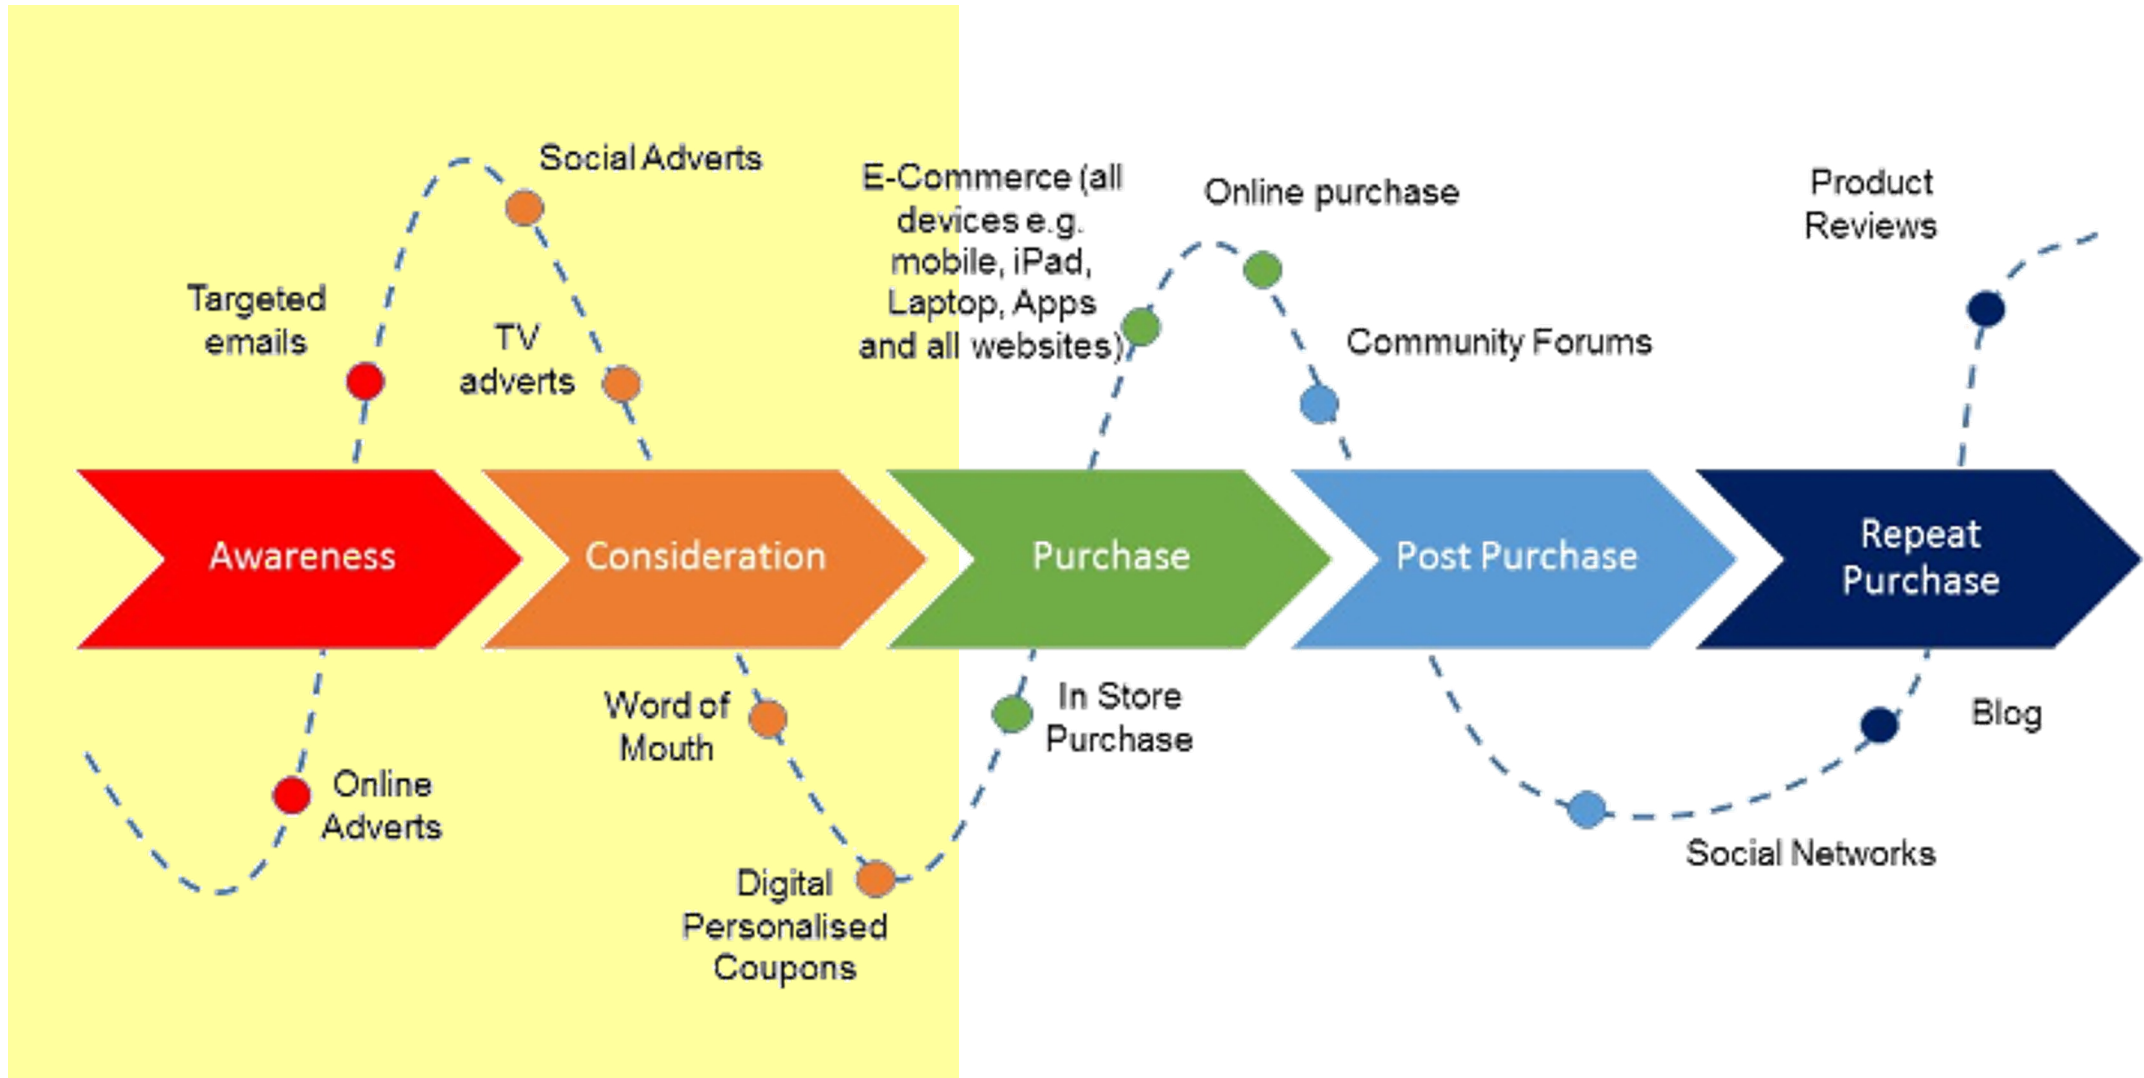 Social Adverts
Targeted
emails
TV
adverts
E-Commerce (all
devices e.g.
mobile, iPad,
Laptop, Apps
and all websites)
Online purchase
Community Forums
Product
Reviews
Awareness
Consideration
Purchase
Post Purchase
Repeat
Purchase
Online
Adverts
Word of
Mouth
Digital
Personalised
Coupons
In Store
Purchase
Social Networks
Blog